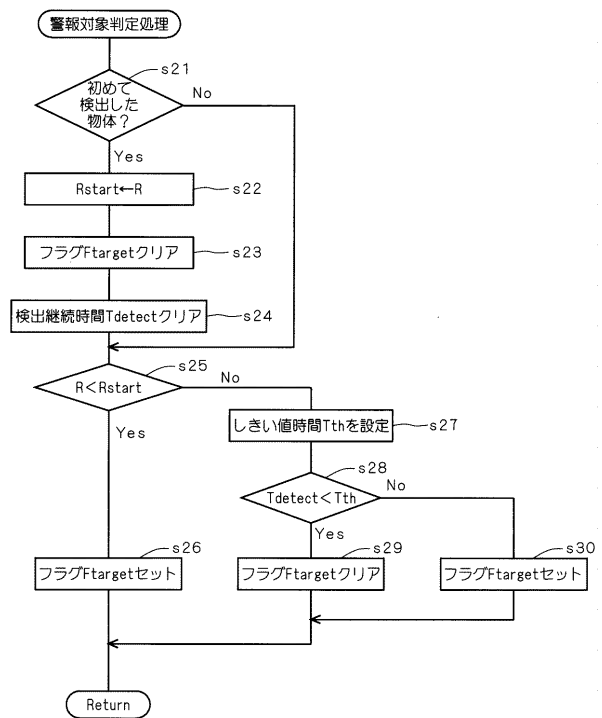 警報対象判定処理
s21
初めて
検出した
物体?
No
Yes
Rstart←R
s22
フラグFtargetクリア
s23
検出継続時間Tdetectクリア
s24
s25
R<Rstart
No
Yes
しきい値時間Tthを設定
s27
s28
Tdetect<Tth
No
Yes
s26
フラグFtargetセット
s29
フラグFtargetクリア
s30
フラグFtargetセット
Return